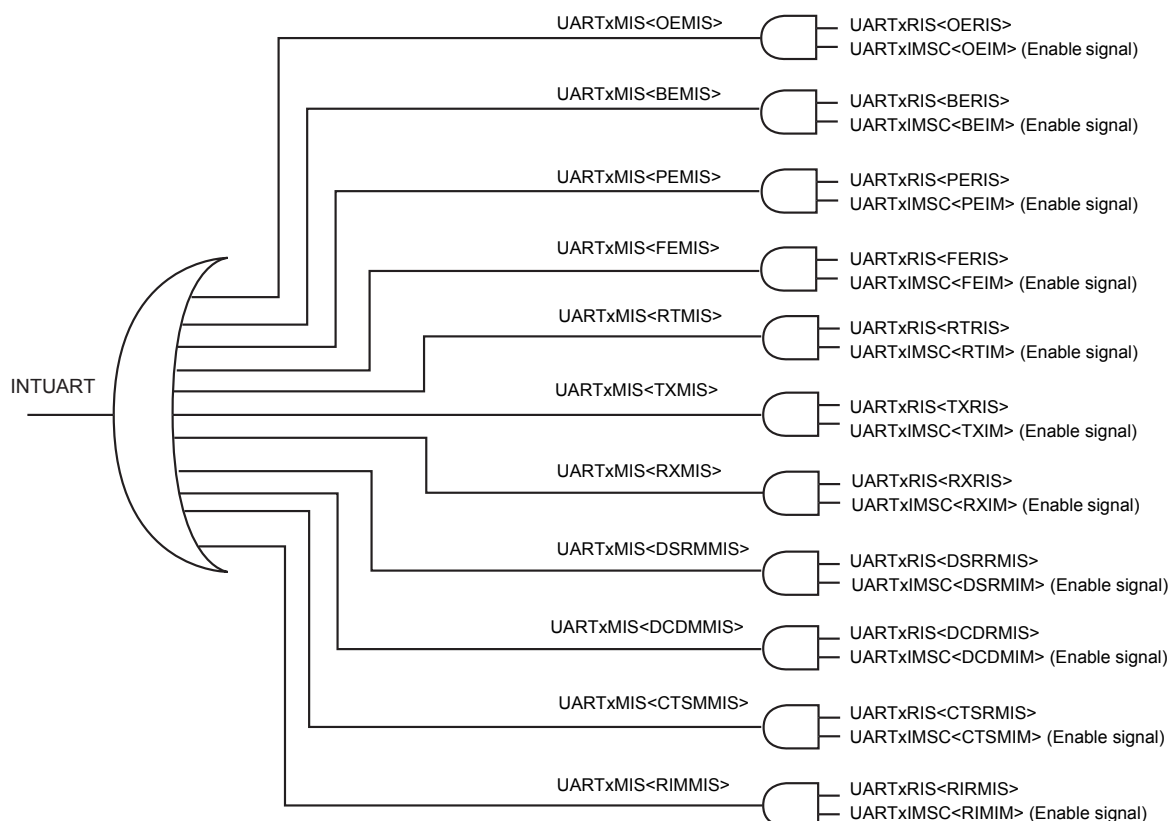 UARTxMIS<OEMIS>
UARTxRIS<OERIS>
UARTxIMSC<OEIM> (Enable signal)
UARTxMIS<BEMIS>
UARTxRIS<BERIS>
UARTxIMSC<BEIM> (Enable signal)
UARTxMIS<PEMIS>
UARTxRIS<PERIS>
UARTxIMSC<PEIM> (Enable signal)
UARTxMIS<FEMIS>
UARTxRIS<FERIS>
UARTxIMSC<FEIM> (Enable signal)
UARTxMIS<RTMIS>
UARTxRIS<RTRIS>
UARTxIMSC<RTIM> (Enable signal)
INTUART
UARTxMIS<TXMIS>
UARTxRIS<TXRIS>
UARTxIMSC<TXIM> (Enable signal)
UARTxMIS<RXMIS>
UARTxRIS<RXRIS>
UARTxIMSC<RXIM> (Enable signal)
UARTxMIS<DSRMMIS>
UARTxRIS<DSRRMIS>
UARTxIMSC<DSRMIM> (Enable signal)
UARTxMIS<DCDMMIS>
UARTxRIS<DCDRMIS>
UARTxIMSC<DCDMIM> (Enable signal)
UARTxMIS<CTSMMIS>
UARTxRIS<CTSRMIS>
UARTxIMSC<CTSMIM> (Enable signal)
UARTxMIS<RIMMIS>
UARTxRIS<RIRMIS>
UARTxIMSC<RIMIM> (Enable signal)